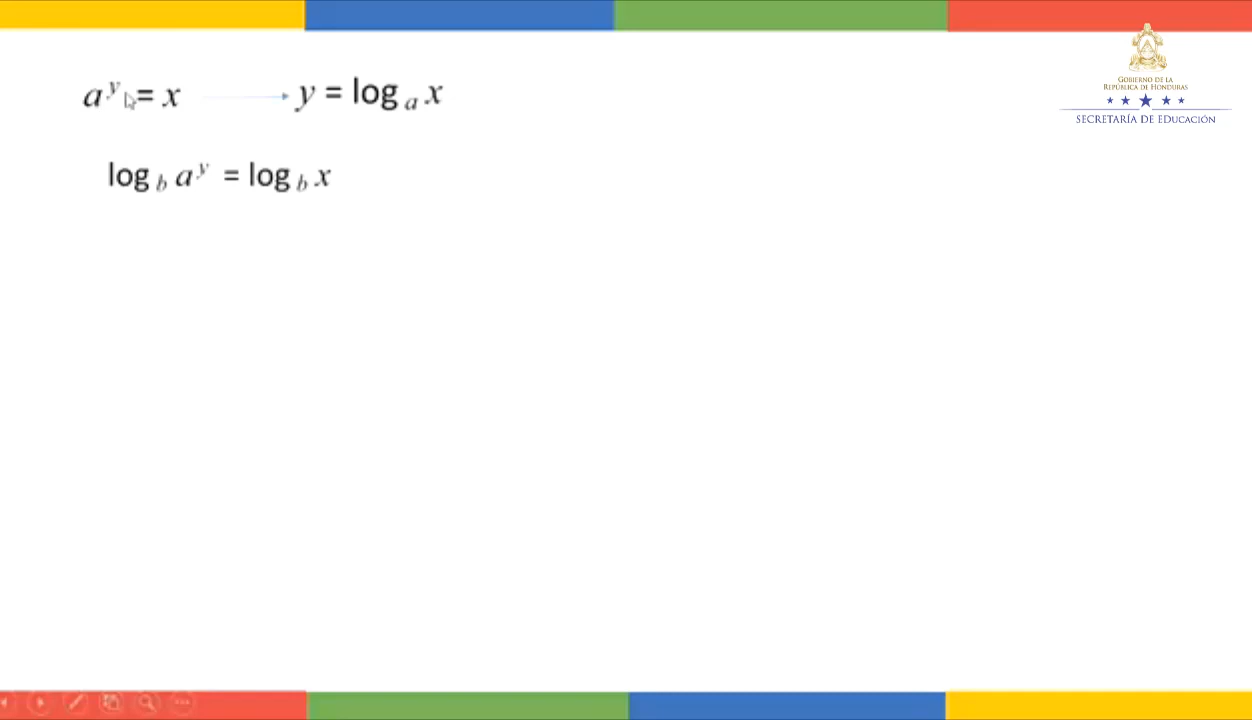 a^y = x → y = log_a x
log_b a^y = log_b x
GOBIERNO DE LA
REPÚBLICA DE HONDURAS
SECRETARÍA DE EDUCACIÓN